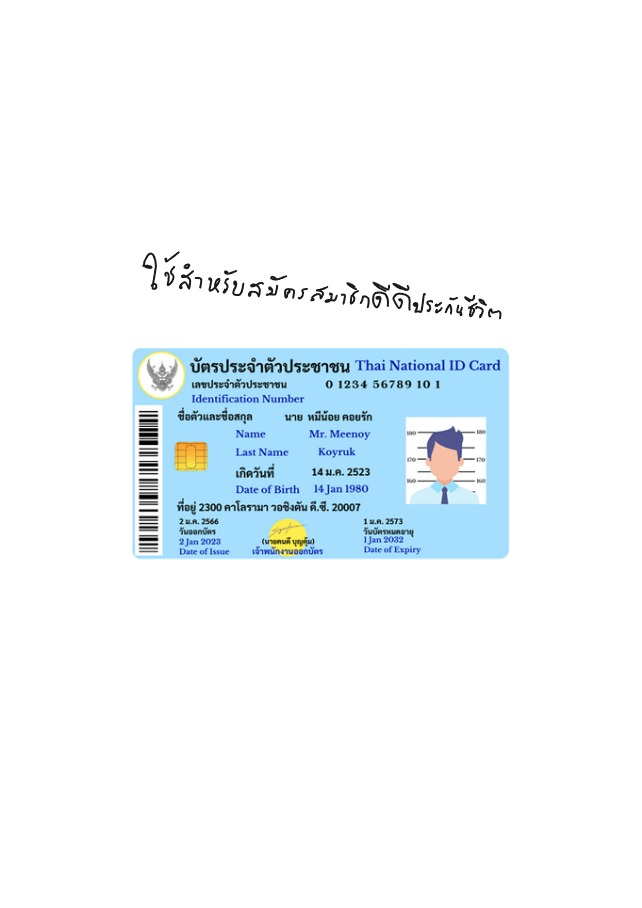 ใช้สำหรับสมัครสมาชิกดีดีประกันชีวิต
บัตรประจำตัวประชาชน Thai National ID Card
เลขประจำตัวประชาชน 0 1234 56789 10 1
Identification Number
ชื่อตัวและชื่อสกุล นาย หมีน้อย คอยรัก
Name Mr. Meenoy
Last Name Koyruk
เกิดวันที่ 14 ม.ค. 2523
Date of Birth 14 Jan 1980
180 180
170 170
160 160
ที่อยู่ 2300 คาโลรามา วอชิงตัน ดี.ซี. 20007
2 ม.ค. 2566 1 ม.ค. 2573
วันออกบัตร วันบัตรหมดอายุ
2 Jan 2023 (นายคนดี บุญคุ้ม) 1 Jan 2032
Date of Issue เจ้าพนักงานออกบัตร Date of Expiry